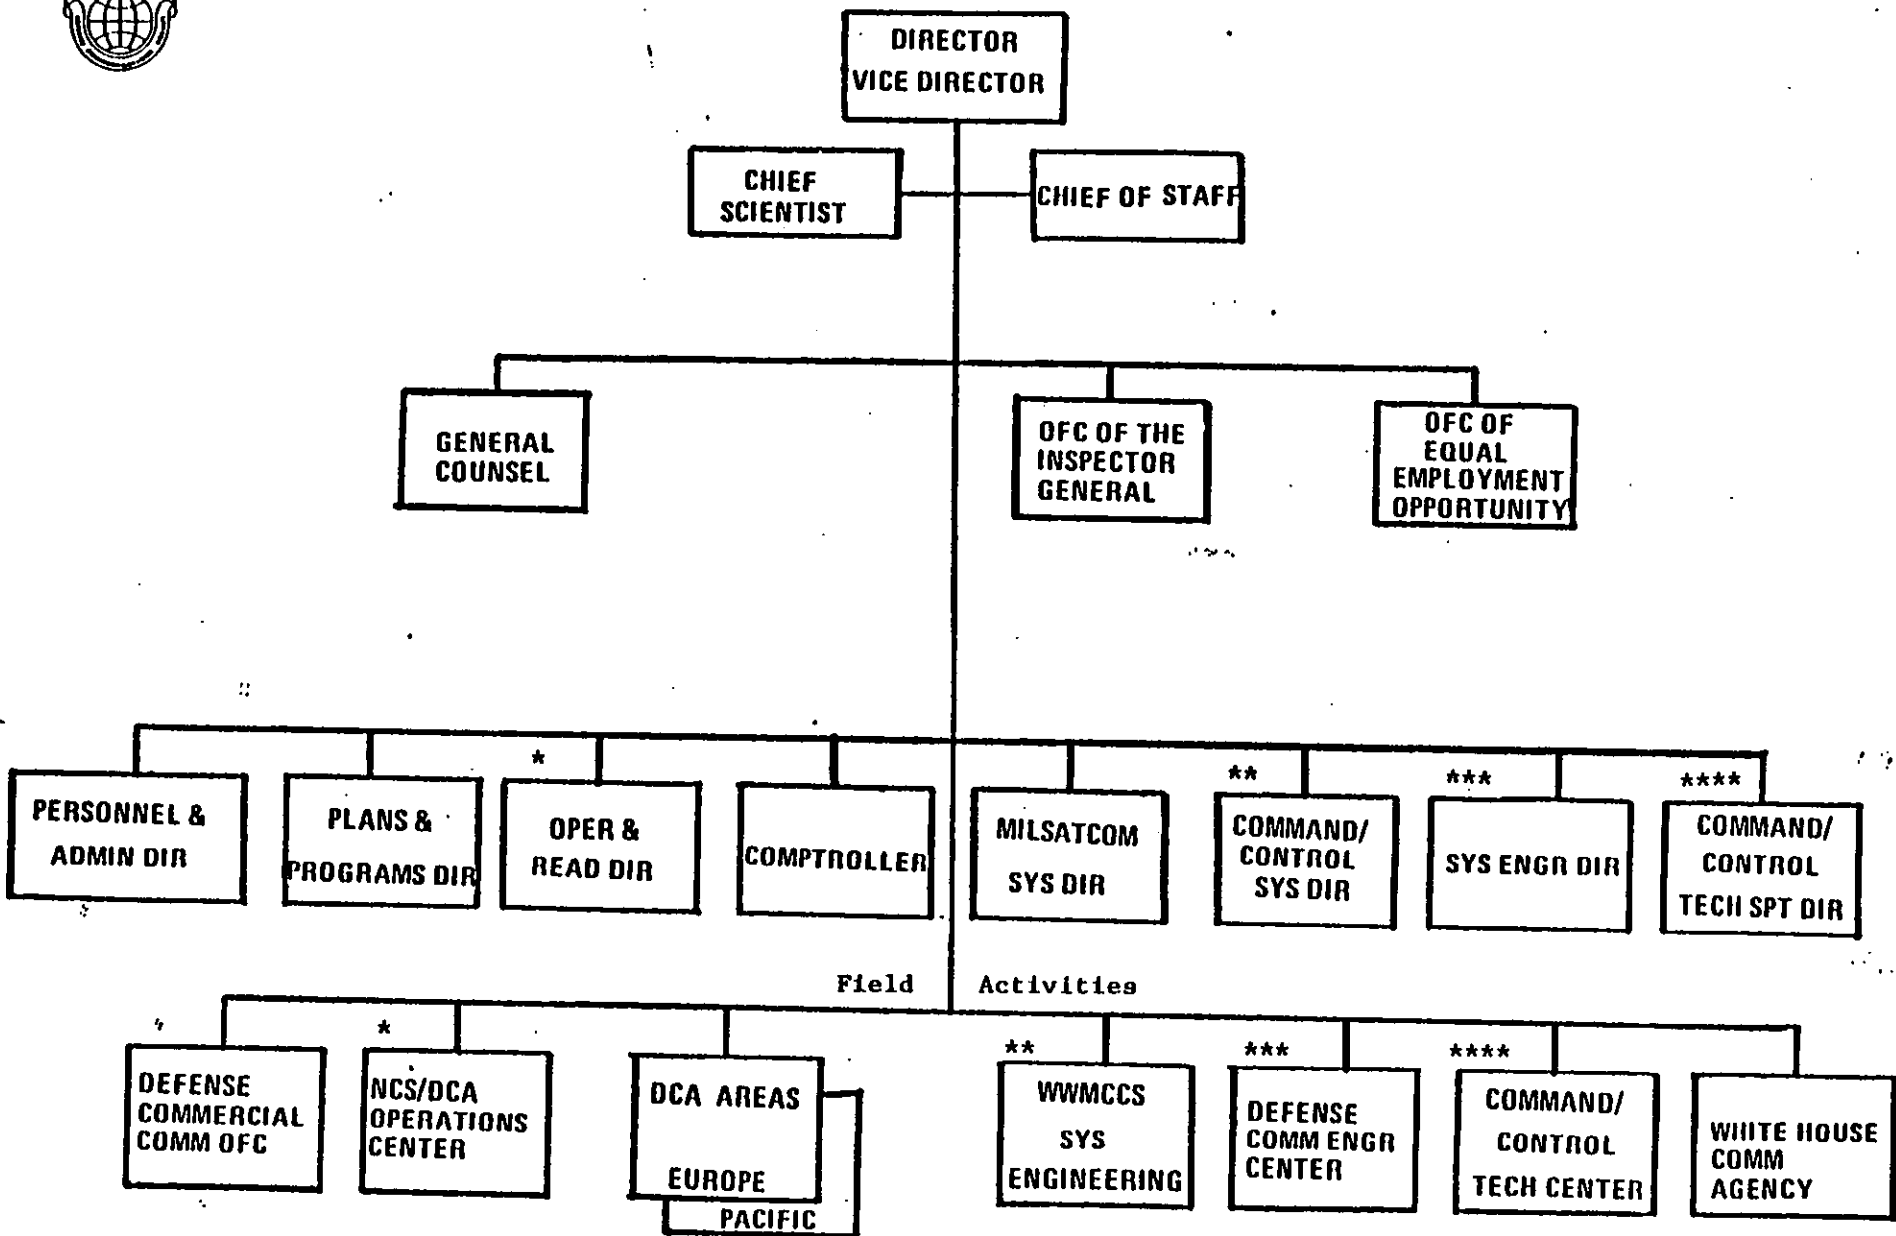 DIRECTOR
VICE DIRECTOR
CHIEF
SCIENTIST
CHIEF OF STAFF
GENERAL
COUNSEL
OFC OF THE
INSPECTOR
GENERAL
OFC OF
EQUAL
EMPLOYMENT
OPPORTUNITY
PERSONNEL &
ADMIN DIR
PLANS &
PROGRAMS DIR
*
OPER &
READ DIR
COMPTROLLER
MILSATCOM
SYS DIR
**
COMMAND/
CONTROL
SYS DIR
***
SYS ENGR DIR
****
COMMAND/
CONTROL
TECH SPT DIR
Field Activities
DEFENSE
COMMERCIAL
COMM OFC
*
NCS/DCA
OPERATIONS
CENTER
DCA AREAS
EUROPE
PACIFIC
**
WWMCCS
SYS
ENGINEERING
***
DEFENSE
COMM ENGR
CENTER
****
COMMAND/
CONTROL
TECH CENTER
WHITE HOUSE
COMM
AGENCY